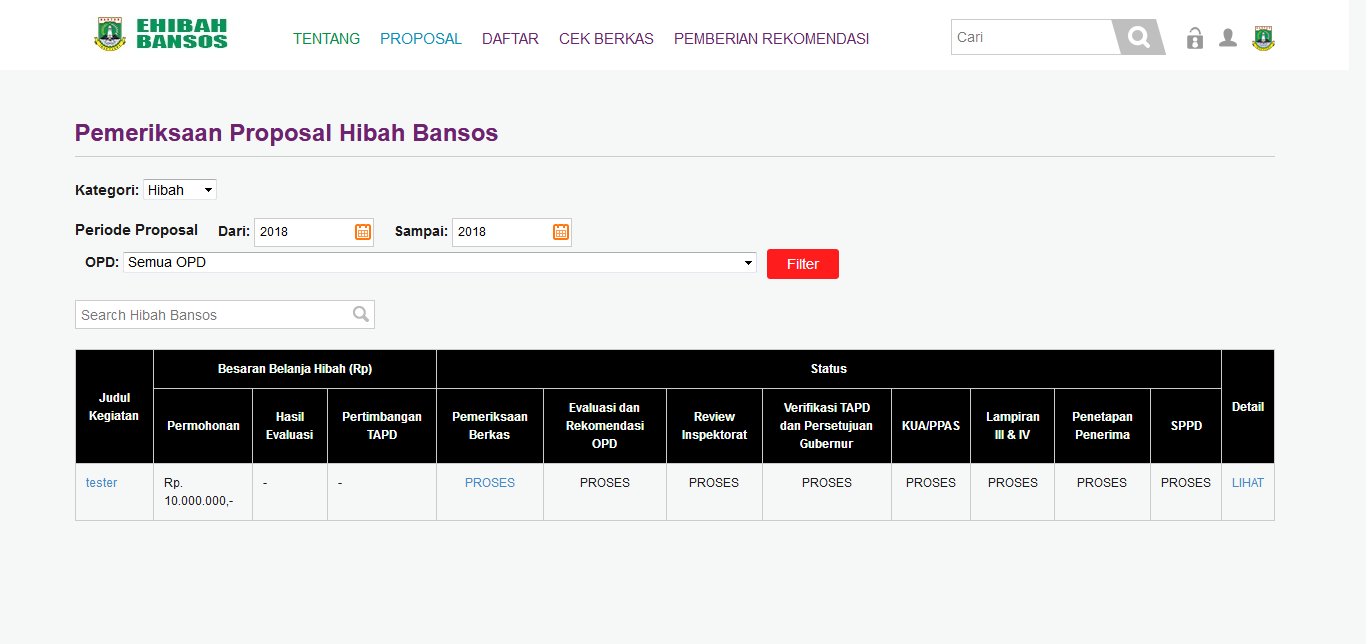 EHIBAH
BANSOS
TENTANG PROPOSAL DAFTAR CEK BERKAS PEMBERIAN REKOMENDASI
Cari
Pemeriksaan Proposal Hibah Bansos
Kategori: Hibah
Periode Proposal Dari: 2018 Sampai: 2018
OPD: Semua OPD Filter
Search Hibah Bansos
Judul Kegiatan
Besaran Belanja Hibah (Rp)
Status
Detail
Permohonan
Hasil Evaluasi
Pertimbangan TAPD
Pemeriksaan Berkas
Evaluasi dan Rekomendasi OPD
Review Inspektorat
Verifikasi TAPD dan Persetujuan Gubernur
KUA/PPAS
Lampiran III & IV
Penetapan Penerima
SPPD
tester Rp. 10.000.000,- - - PROSES PROSES PROSES PROSES PROSES PROSES PROSES PROSES LIHAT